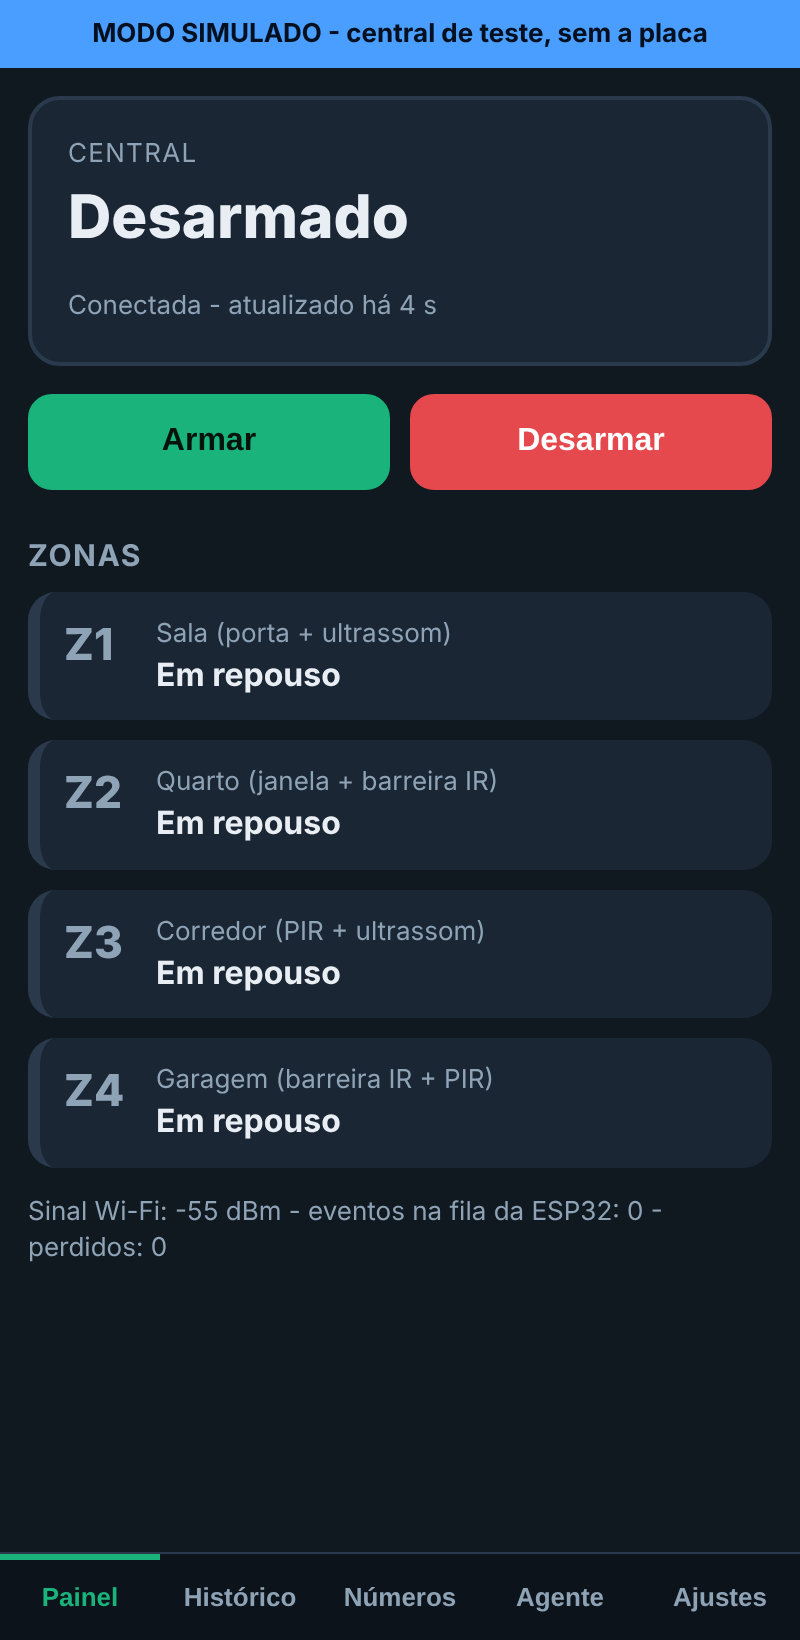 MODO SIMULADO - central de teste, sem a placa
CENTRAL
Desarmado
Conectada - atualizado há 4 s
Armar
Desarmar
ZONAS
Z1
Sala (porta + ultrassom)
Em repouso
Z2
Quarto (janela + barreira IR)
Em repouso
Z3
Corredor (PIR + ultrassom)
Em repouso
Z4
Garagem (barreira IR + PIR)
Em repouso
Sinal Wi-Fi: -55 dBm - eventos na fila da ESP32: 0 -
perdidos: 0
Painel
Histórico
Números
Agente
Ajustes